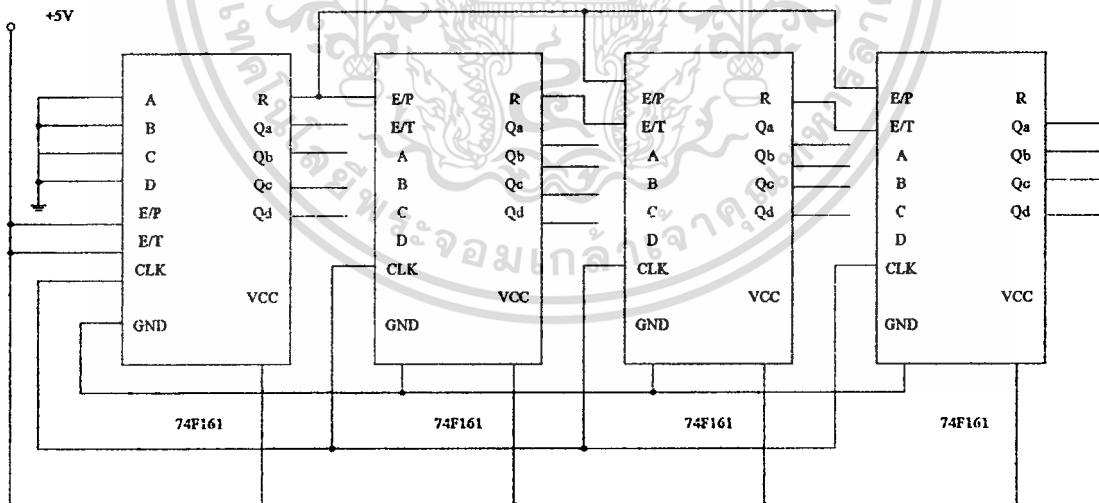 +5V
A
B
C
D
E/P
E/T
CLK
GND
R
Qa
Qb
Qc
Qd
VCC
74F161
E/P
E/T
A
B
C
D
CLK
GND
R
Qa
Qb
Qc
Qd
VCC
74F161
E/P
E/T
A
B
C
D
CLK
GND
R
Qa
Qb
Qc
Qd
VCC
74F161
E/P
E/T
A
B
C
D
CLK
GND
R
Qa
Qb
Qc
Qd
VCC
74F161